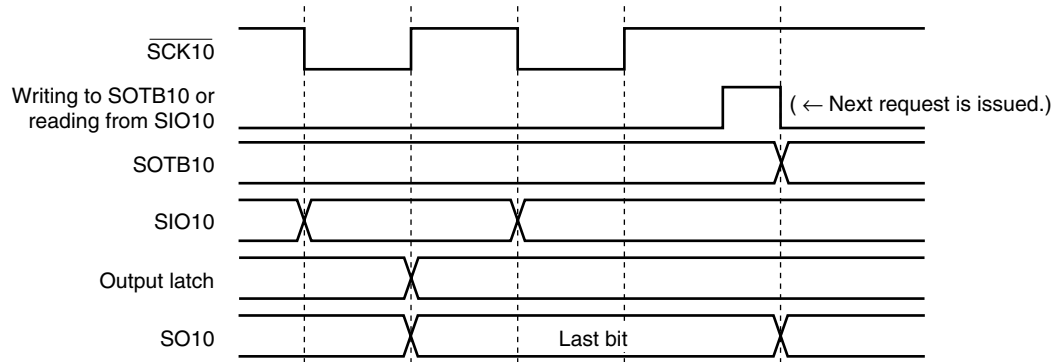 SCK10
Writing to SOTB10 or
reading from SIO10
( ← Next request is issued.)
SOTB10
SIO10
Output latch
SO10
Last bit